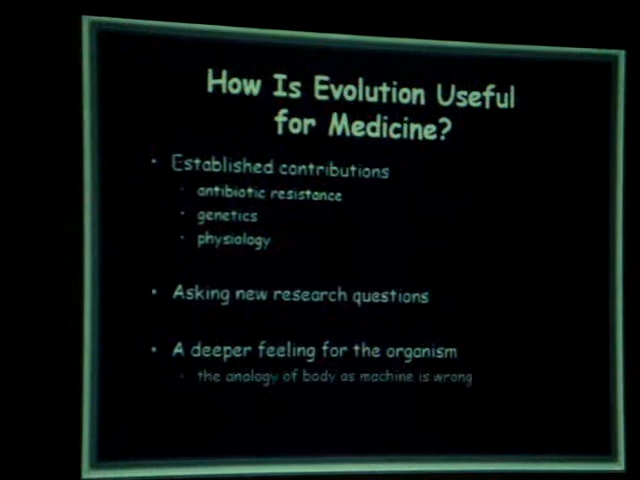 How Is Evolution Useful
for Medicine?
• Established contributions
• antibiotic resistance
• genetics
• physiology
• Asking new research questions
• A deeper feeling for the organism
• the analogy of body as machine is wrong